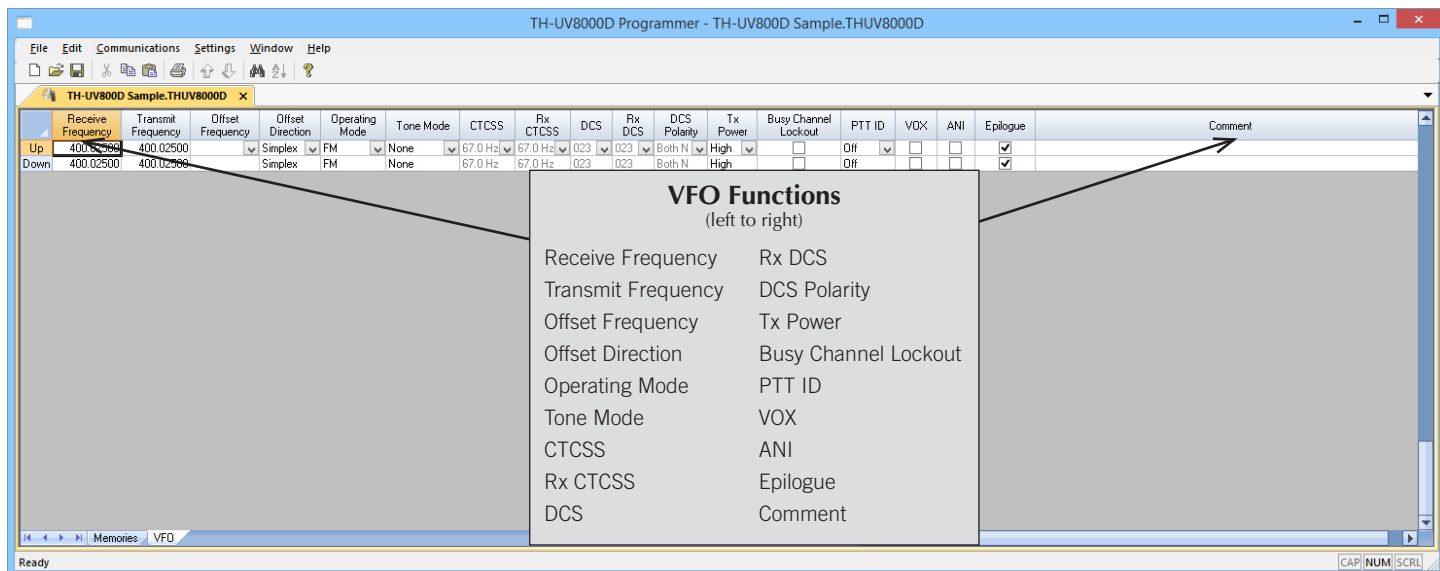 TH-UV8000D Programmer - TH-UV800D Sample.THUV8000D
File Edit Communications Settings Window Help
TH-UV800D Sample.THUV8000D
Receive Frequency Transmit Frequency Offset Frequency Offset Direction Operating Mode Tone Mode CTCSS Rx CTCSS DCS Rx DCS DCS Polarity Tx Power Busy Channel Lockout PTT ID VOX ANI Epilogue Comment
Up 400.02500 400.02500 Simplex FM None 67.0 Hz 67.0 Hz 023 023 Both N High Off
Down 400.02500 400.02500 Simplex FM None 67.0 Hz 67.0 Hz 023 023 Both N High Off
VFO Functions
(left to right)
Receive Frequency Rx DCS
Transmit Frequency DCS Polarity
Offset Frequency Tx Power
Offset Direction Busy Channel Lockout
Operating Mode PTT ID
Tone Mode VOX
CTCSS ANI
Rx CTCSS Epilogue
DCS Comment
Memories VFO
Ready CAP NUM SCRL